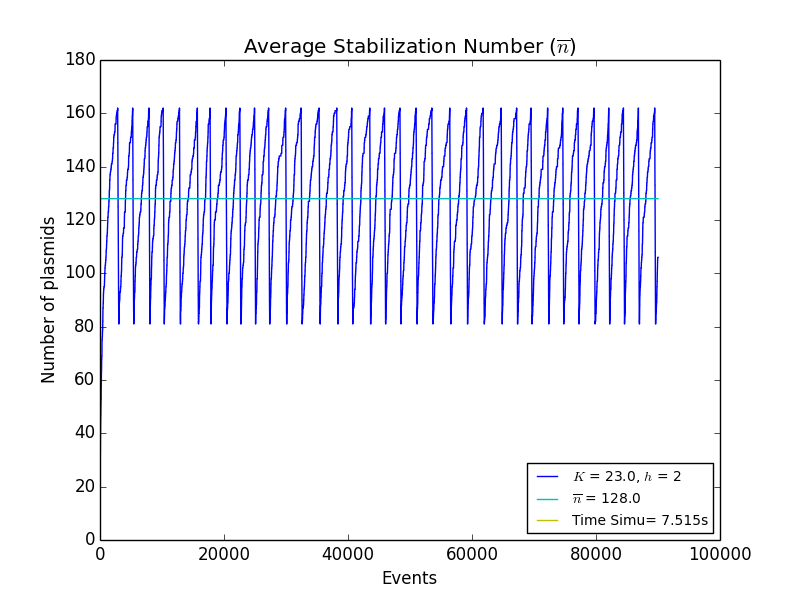 Average Stabilization Number (n̅)
180
160
140
120
100
80
60
40
20
0
Number of plasmids
0 20000 40000 60000 80000 100000
Events
K = 23.0, h = 2
n̅ = 128.0
Time Simu= 7.515s